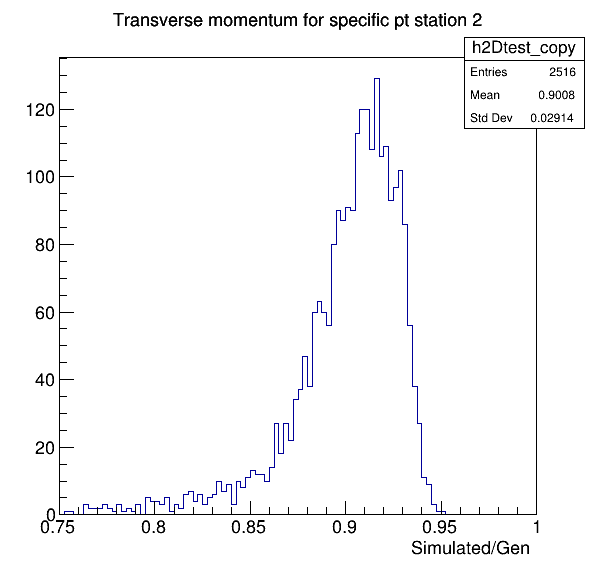 Transverse momentum for specific pt station 2
h2Dtest_copy
Entries 2516
Mean 0.9008
Std Dev 0.02914
120
100
80
60
40
20
0
0.75 0.8 0.85 0.9 0.95 1
Simulated/Gen